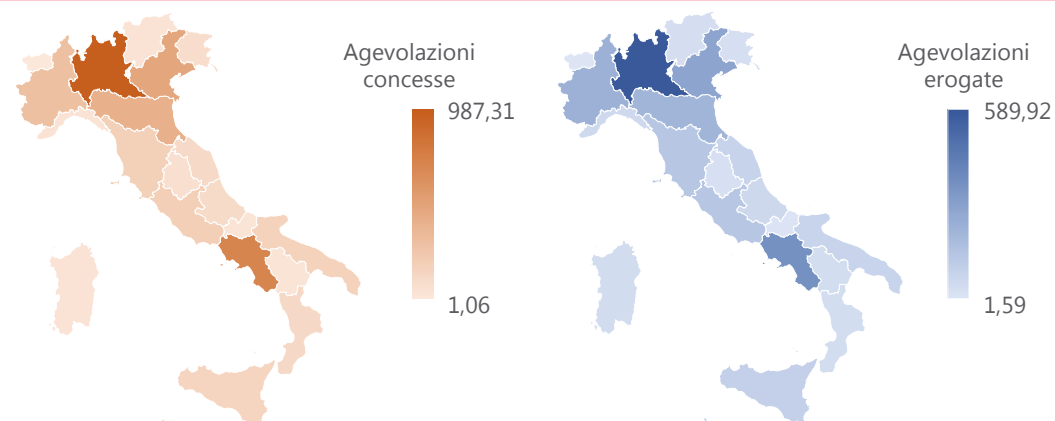 Agevolazioni
concesse
987,31
1,06
Agevolazioni
erogate
589,92
1,59